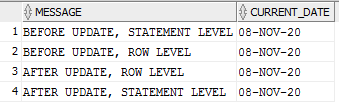 MESSAGE CURRENT_DATE
1 BEFORE UPDATE, STATEMENT LEVEL 08-NOV-20
2 BEFORE UPDATE, ROW LEVEL 08-NOV-20
3 AFTER UPDATE, ROW LEVEL 08-NOV-20
4 AFTER UPDATE, STATEMENT LEVEL 08-NOV-20